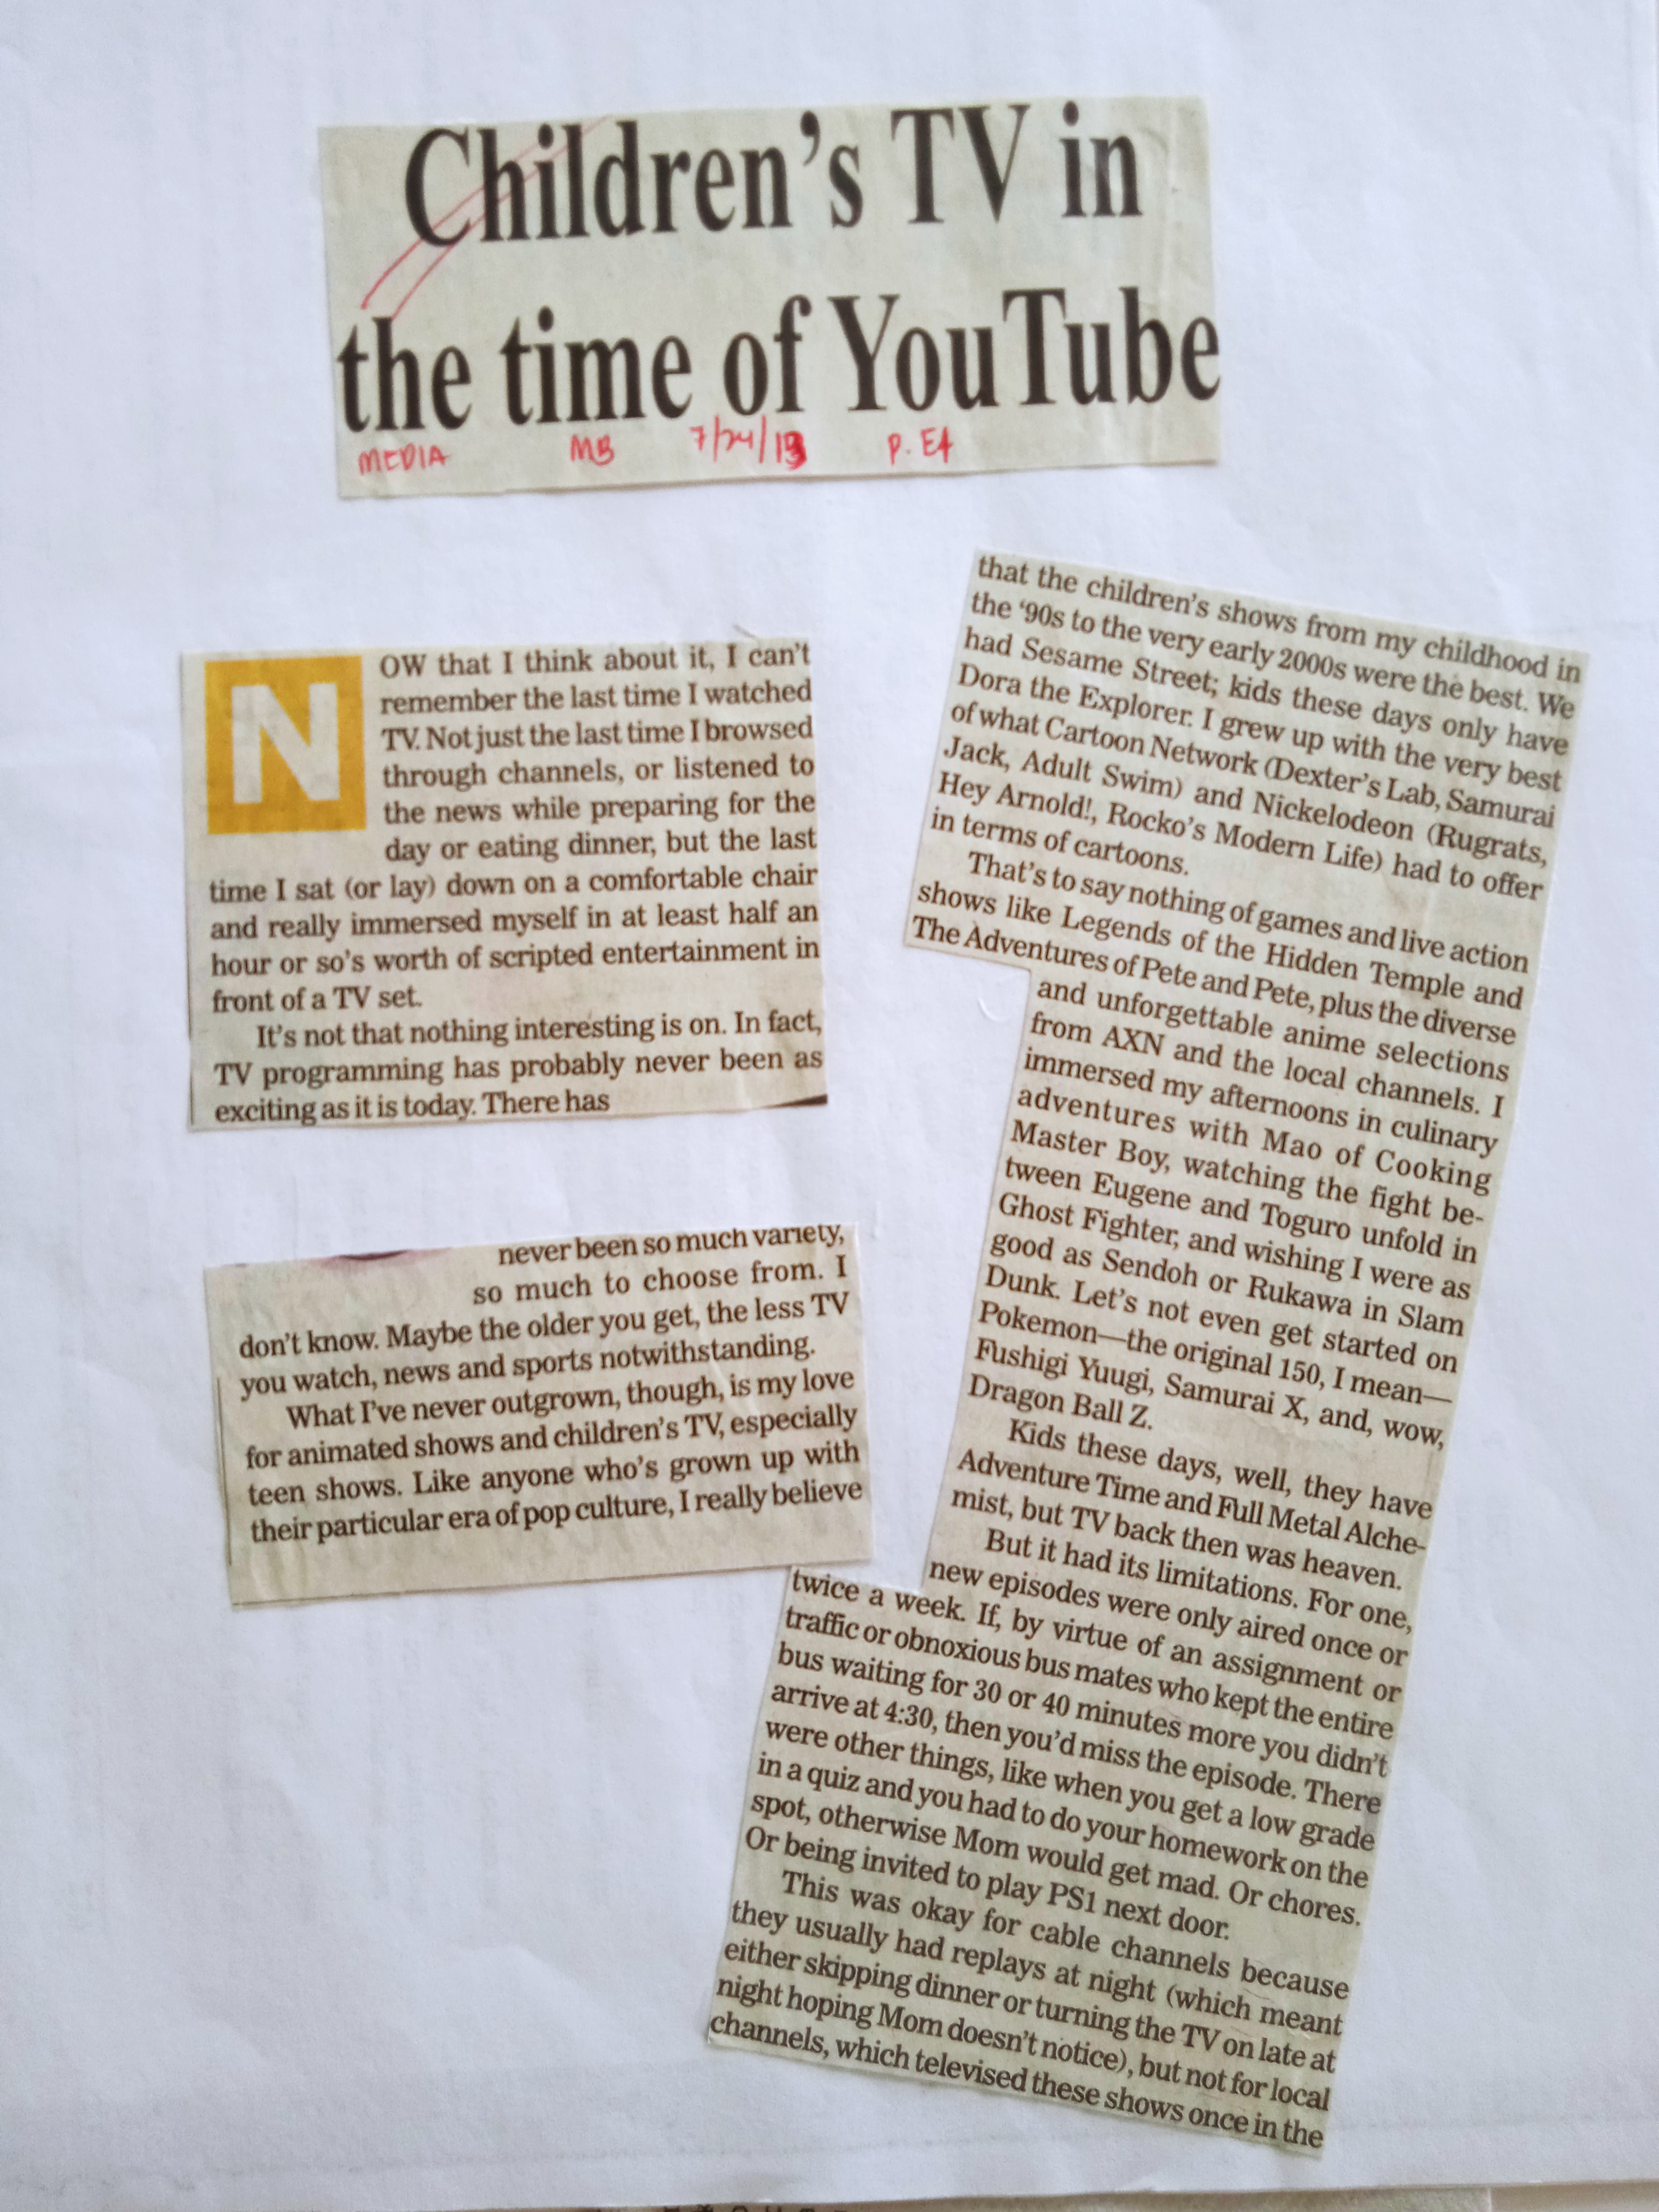 Children's TV in
the time of YouTube
MEDIA MB 7/24/13 P. E4
NOW that I think about it, I can't
remember the last time I watched
TV. Not just the last time I browsed
through channels, or listened to
the news while preparing for the
day or eating dinner, but the last
time I sat (or lay) down on a comfortable chair
and really immersed myself in at least half an
hour or so's worth of scripted entertainment in
front of a TV set.
It's not that nothing interesting is on. In fact,
TV programming has probably never been as
exciting as it is today. There has
never been so much variety,
so much to choose from. I
don't know. Maybe the older you get, the less TV
you watch, news and sports notwithstanding.
What I've never outgrown, though, is my love
for animated shows and children's TV, especially
teen shows. Like anyone who's grown up with
their particular era of pop culture, I really believe
that the children's shows from my childhood in
the ‘90s to the very early 2000s were the best. We
had Sesame Street; kids these days only have
Dora the Explorer. I grew up with the very best
of what Cartoon Network (Dexter's Lab, Samurai
Jack, Adult Swim) and Nickelodeon (Rugrats,
Hey Arnold!, Rocko's Modern Life) had to offer
in terms of cartoons.
That's to say nothing of games and live action
shows like Legends of the Hidden Temple and
The Adventures of Pete and Pete, plus the diverse
and unforgettable anime selections
from AXN and the local channels. I
immersed my afternoons in culinary
adventures with Mao of Cooking
Master Boy, watching the fight be-
tween Eugene and Toguro unfold in
Ghost Fighter, and wishing I were as
good as Sendoh or Rukawa in Slam
Dunk. Let's not even get started on
Pokemon—the original 150, I mean—
Fushigi Yuugi, Samurai X, and, wow,
Dragon Ball Z.
Kids these days, well, they have
Adventure Time and Full Metal Alche-
mist, but TV back then was heaven.
But it had its limitations. For one,
new episodes were only aired once or
twice a week. If, by virtue of an assignment or
traffic or obnoxious bus mates who kept the entire
bus waiting for 30 or 40 minutes more you didn't
arrive at 4:30, then you'd miss the episode. There
were other things, like when you get a low grade
in a quiz and you had to do your homework on the
spot, otherwise Mom would get mad. Or chores.
Or being invited to play PS1 next door.
This was okay for cable channels because
they usually had replays at night (which meant
either skipping dinner or turning the TV on late at
night hoping Mom doesn't notice), but not for local
channels, which televised these shows once in the